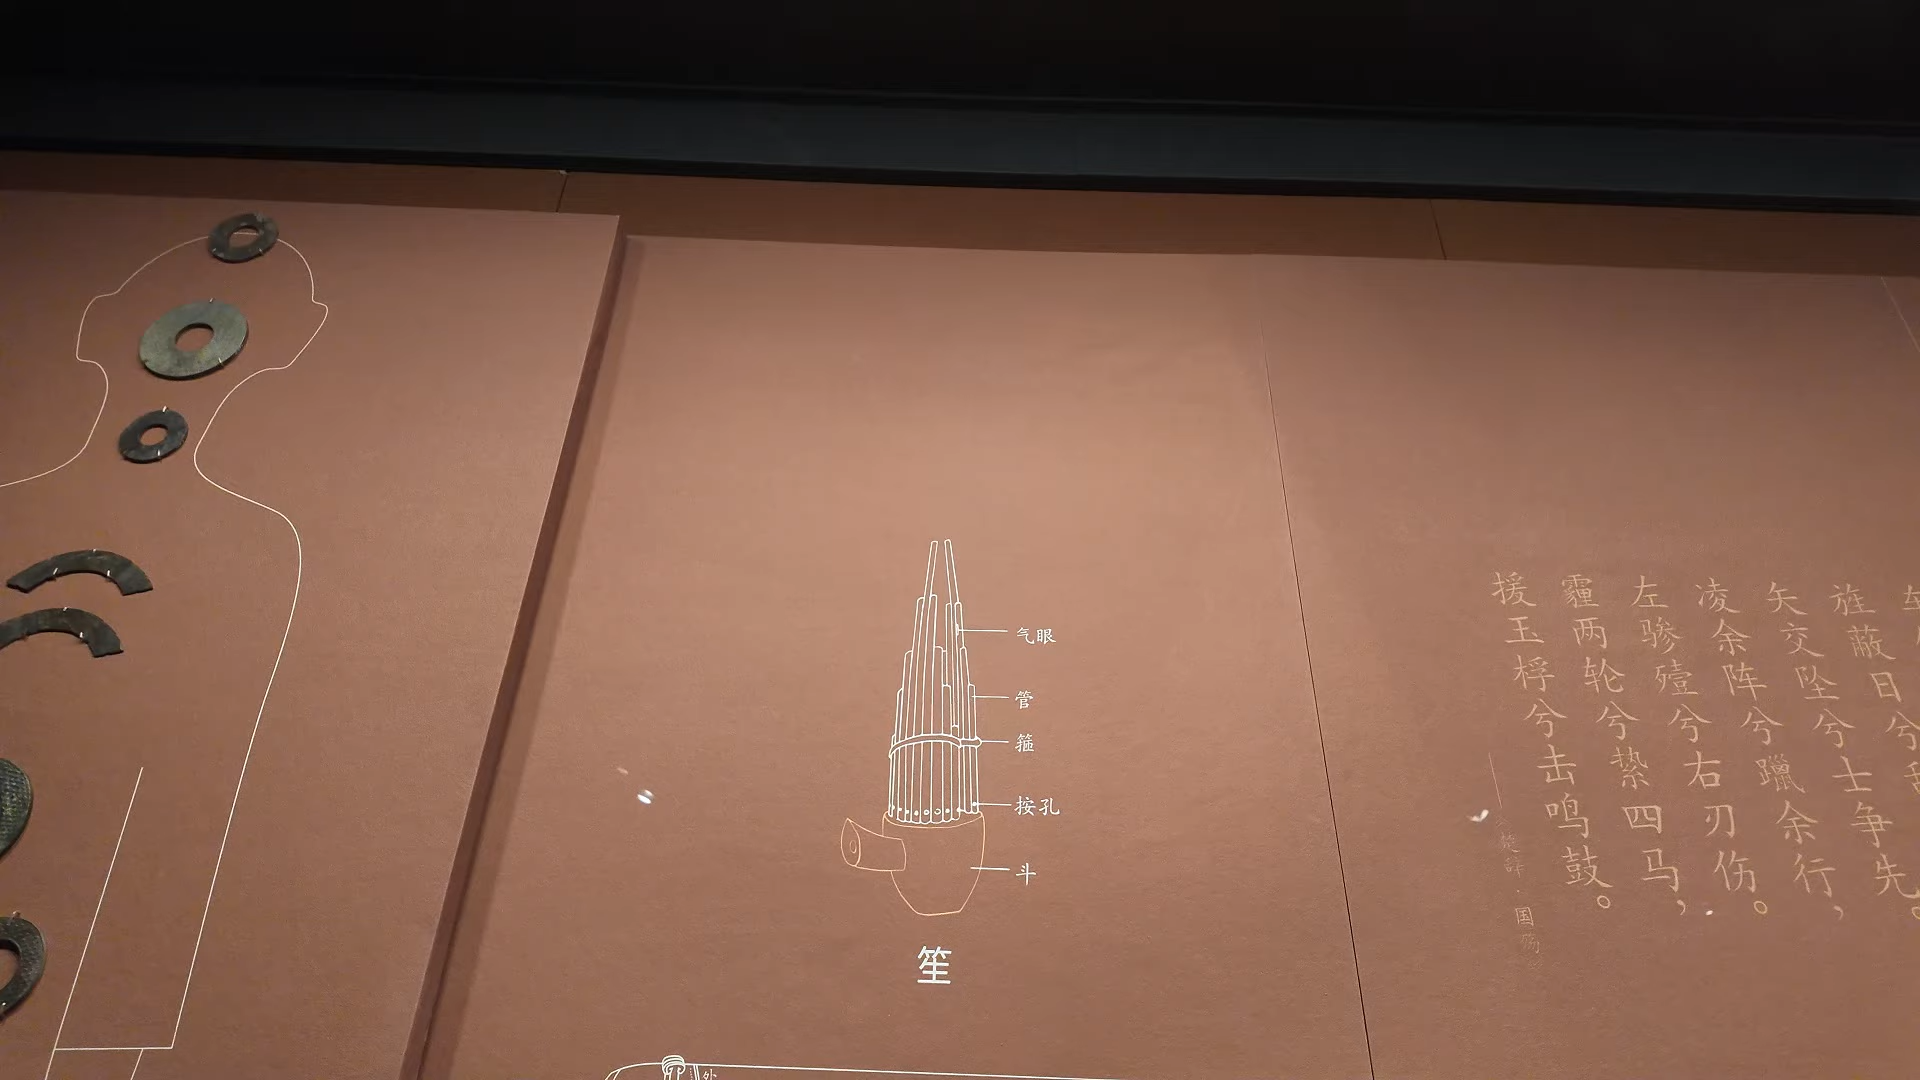 气眼
管
箍
按孔
斗
笙
外
旌蔽日兮
矢交坠兮士争先。
凌余阵兮躐余行，
左骖殪兮右刃伤。
霾两轮兮絷四马，
援玉桴兮击鸣鼓。
楚辞·国殇